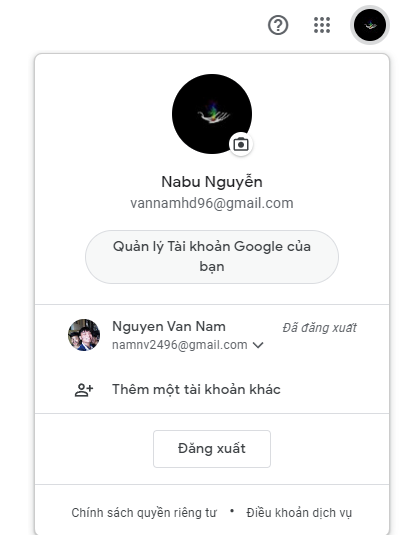 Nabu Nguyễn
vannamhd96@gmail.com
Quản lý Tài khoản Google của
bạn
Nguyen Van Nam
Đã đăng xuất
namnv2496@gmail.com
Thêm một tài khoản khác
Đăng xuất
Chính sách quyền riêng tư • Điều khoản dịch vụ